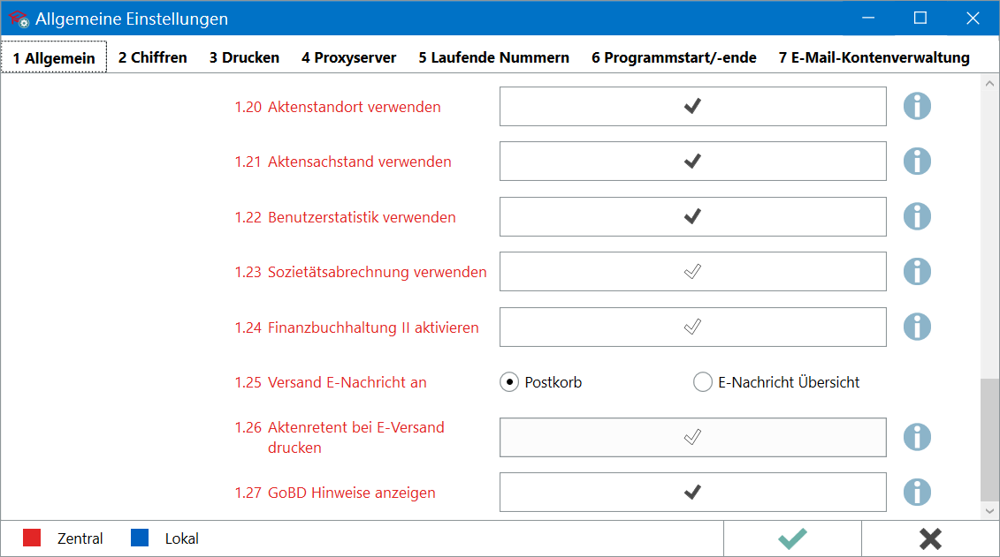 Allgemeine Einstellungen
1 Allgemein 2 Chiffren 3 Drucken 4 Proxyserver 5 Laufende Nummern 6 Programmstart/-ende 7 E-Mail-Kontenverwaltung
1.20 Aktenstandort verwenden
1.21 Aktensachstand verwenden
1.22 Benutzerstatistik verwenden
1.23 Sozietätsabrechnung verwenden
1.24 Finanzbuchhaltung II aktivieren
1.25 Versand E-Nachricht an Postkorb E-Nachricht Übersicht
1.26 Aktenretent bei E-Versand
drucken
1.27 GoBD Hinweise anzeigen
Zentral Lokal